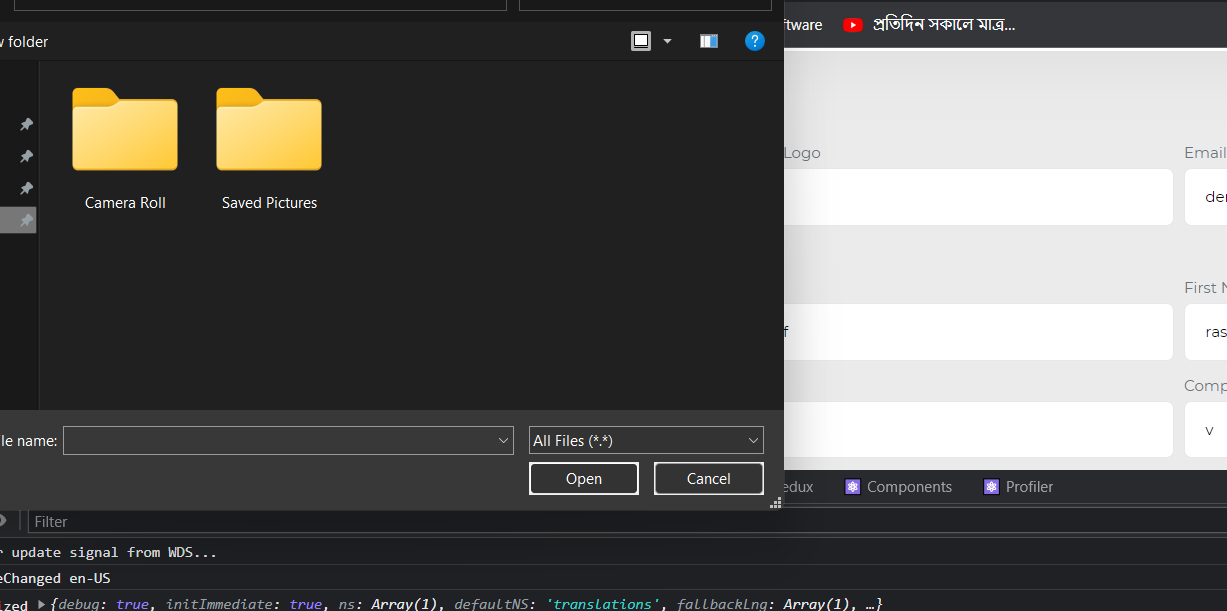 ftware
প্রতিদিন সকালে মাত্র...
folder
?
Camera Roll
Saved Pictures
Logo
Email
First N
ras
Comp
v
le name:
All Files (*.*)
Open
Cancel
edux
Components
Profiler
Filter
r update signal from WDS...
eChanged en-US
ized ▶ {debug: true, initImmediate: true, ns: Array(1), defaultNS: 'translations', fallbackLng: Array(1), …}